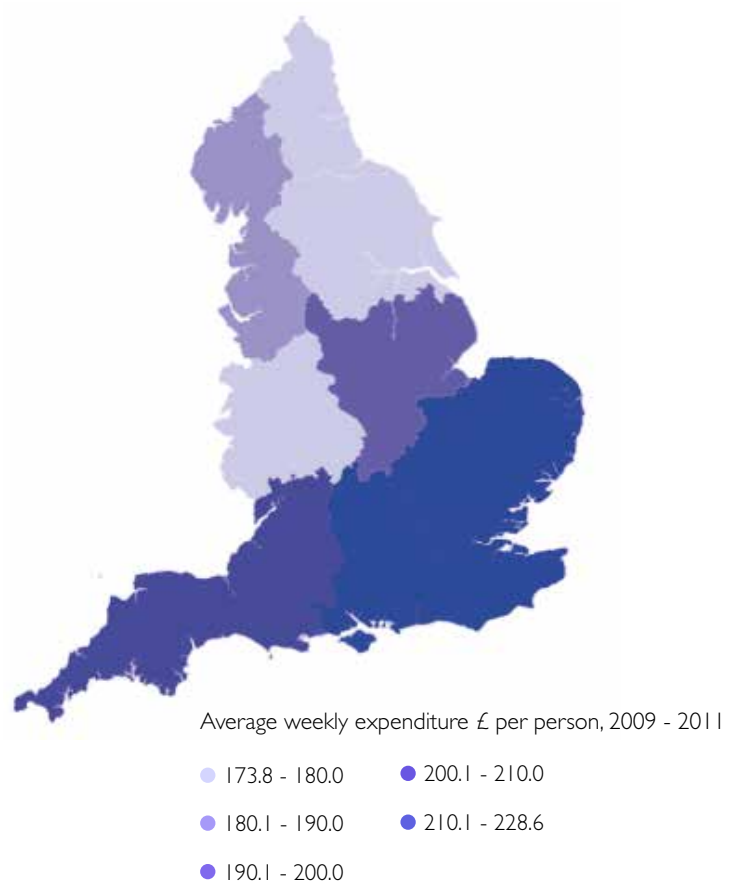 Average weekly expenditure £ per person, 2009 - 2011
173.8 - 180.0
200.1 - 210.0
180.1 - 190.0
210.1 - 228.6
190.1 - 200.0